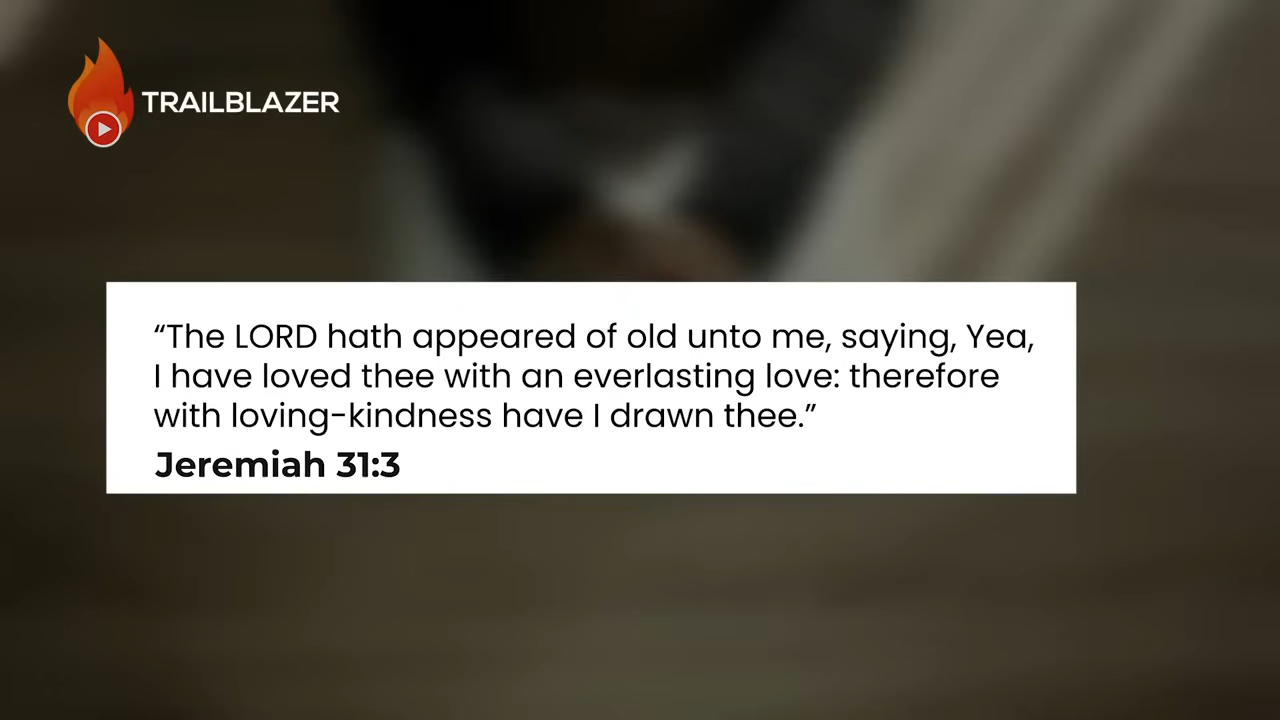 TRAILBLAZER
“The LORD hath appeared of old unto me, saying, Yea,
I have loved thee with an everlasting love: therefore
with loving-kindness have I drawn thee.”
Jeremiah 31:3